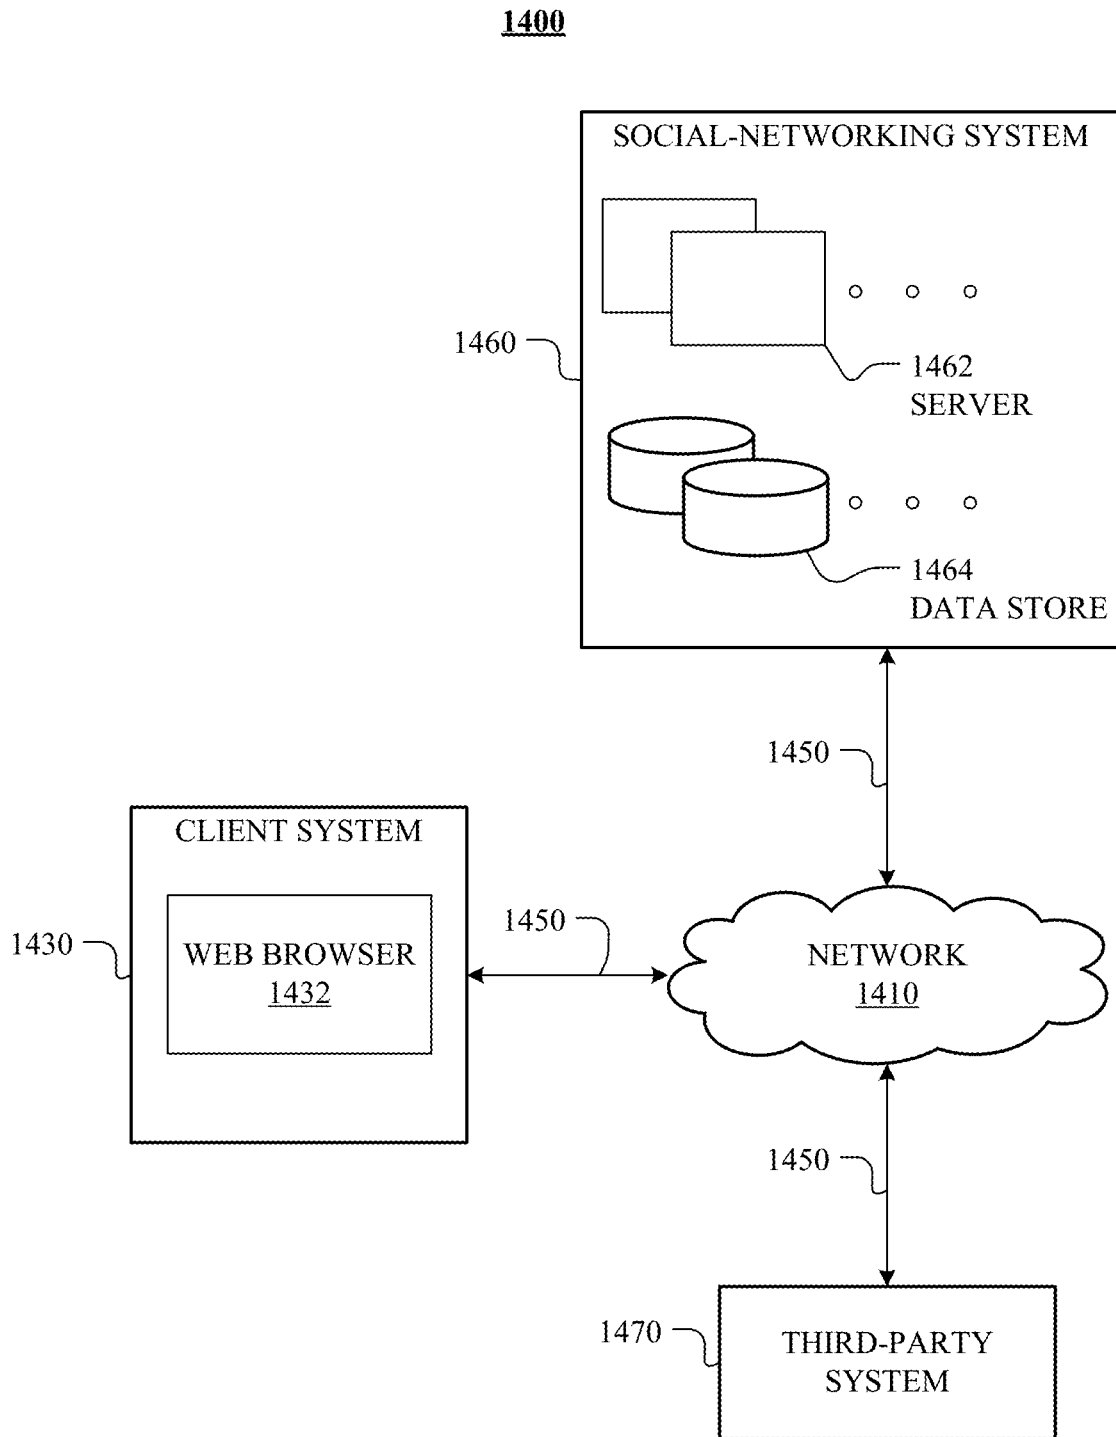 1400
SOCIAL-NETWORKING SYSTEM
1460
1462
SERVER
1464
DATA STORE
1450
CLIENT SYSTEM
1430
WEB BROWSER
1432
1450
NETWORK
1410
1450
1470
THIRD-PARTY
SYSTEM